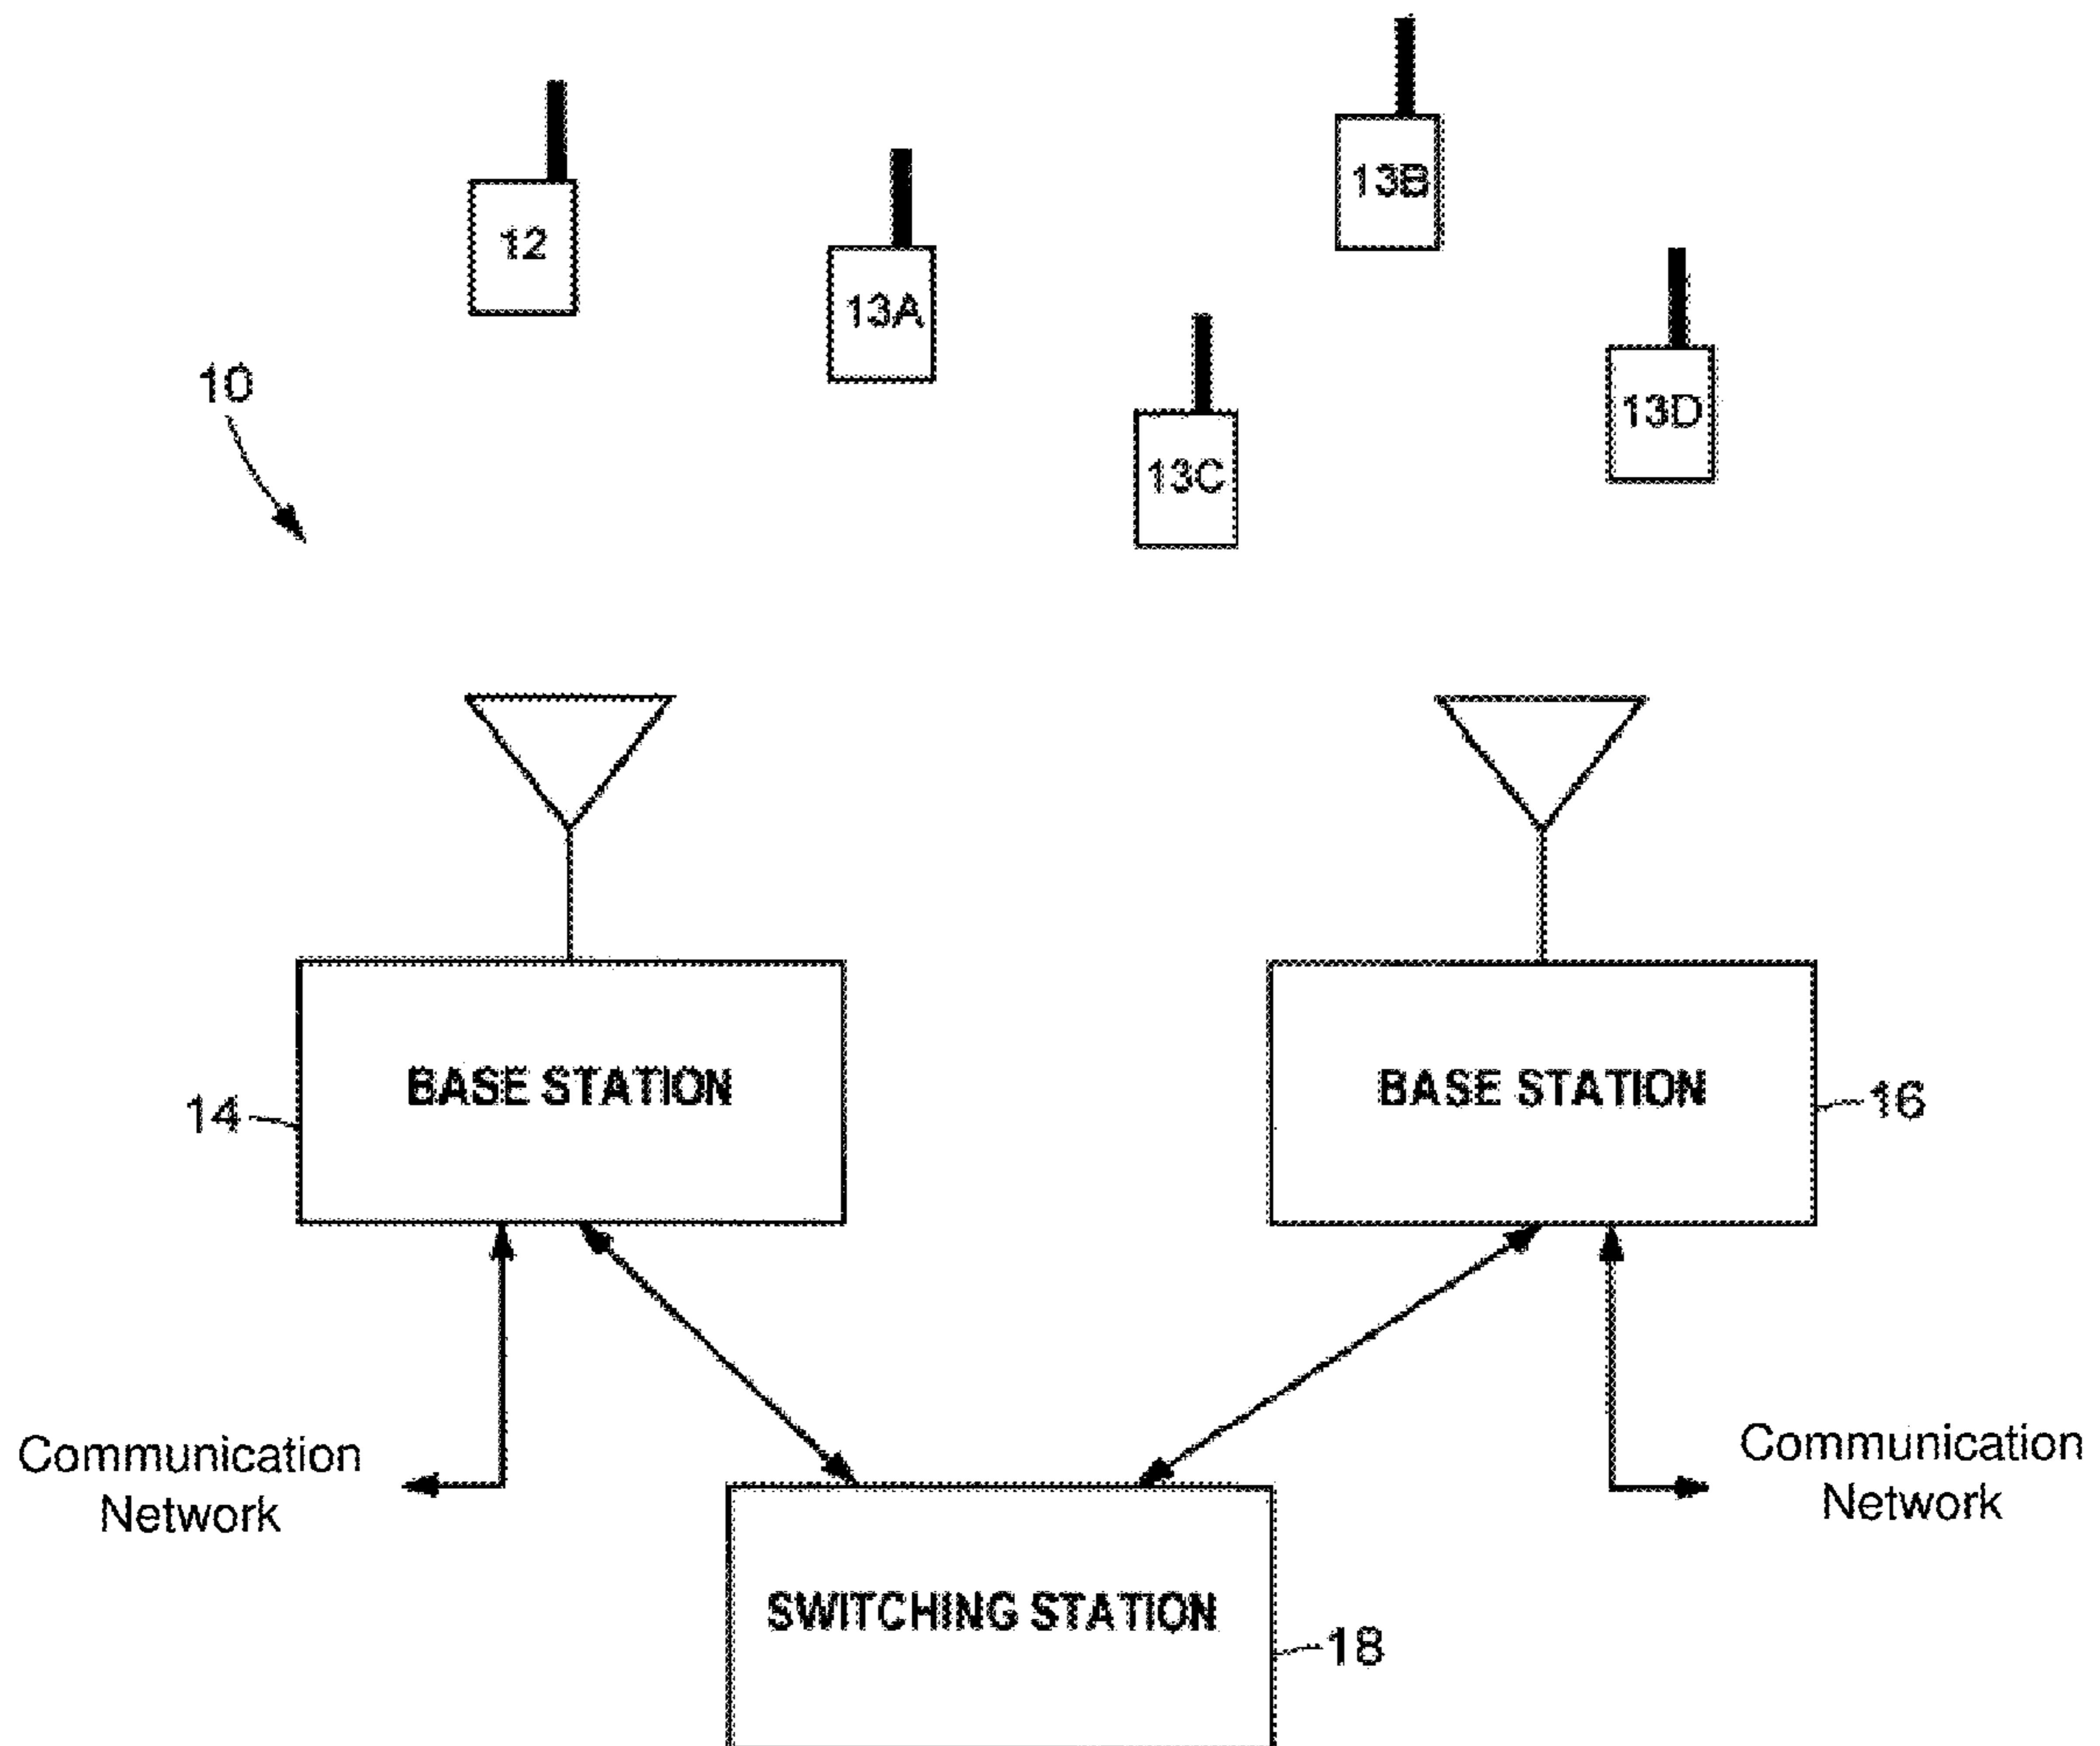 13B
12
13A
10
13D
13C
BASE STATION
BASE STATION
14
16
Communication
Network
Communication
Network
SWITCHING STATION
18